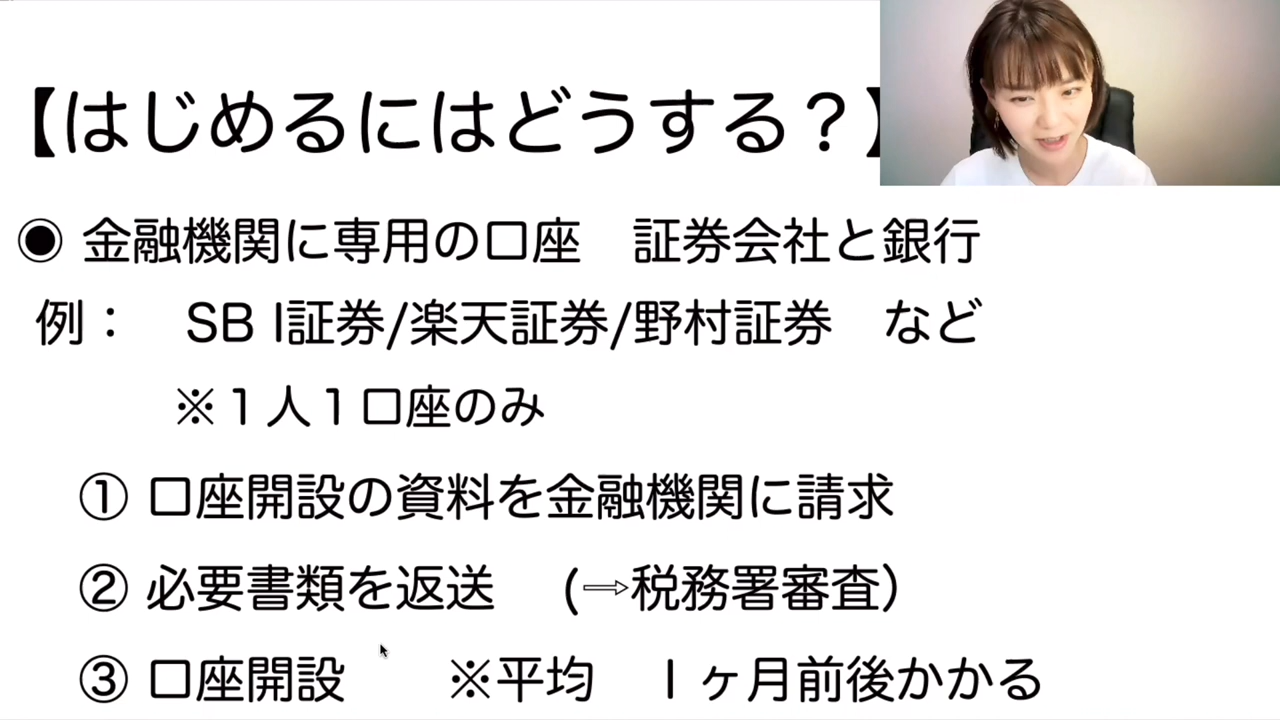 【はじめるにはどうする？】
◉ 金融機関に専用の口座　証券会社と銀行
例：　SBI証券/楽天証券/野村証券　など
※１人１口座のみ
① 口座開設の資料を金融機関に請求
② 必要書類を返送　(⇨税務署審査）
③ 口座開設　　※平均　１ヶ月前後かかる